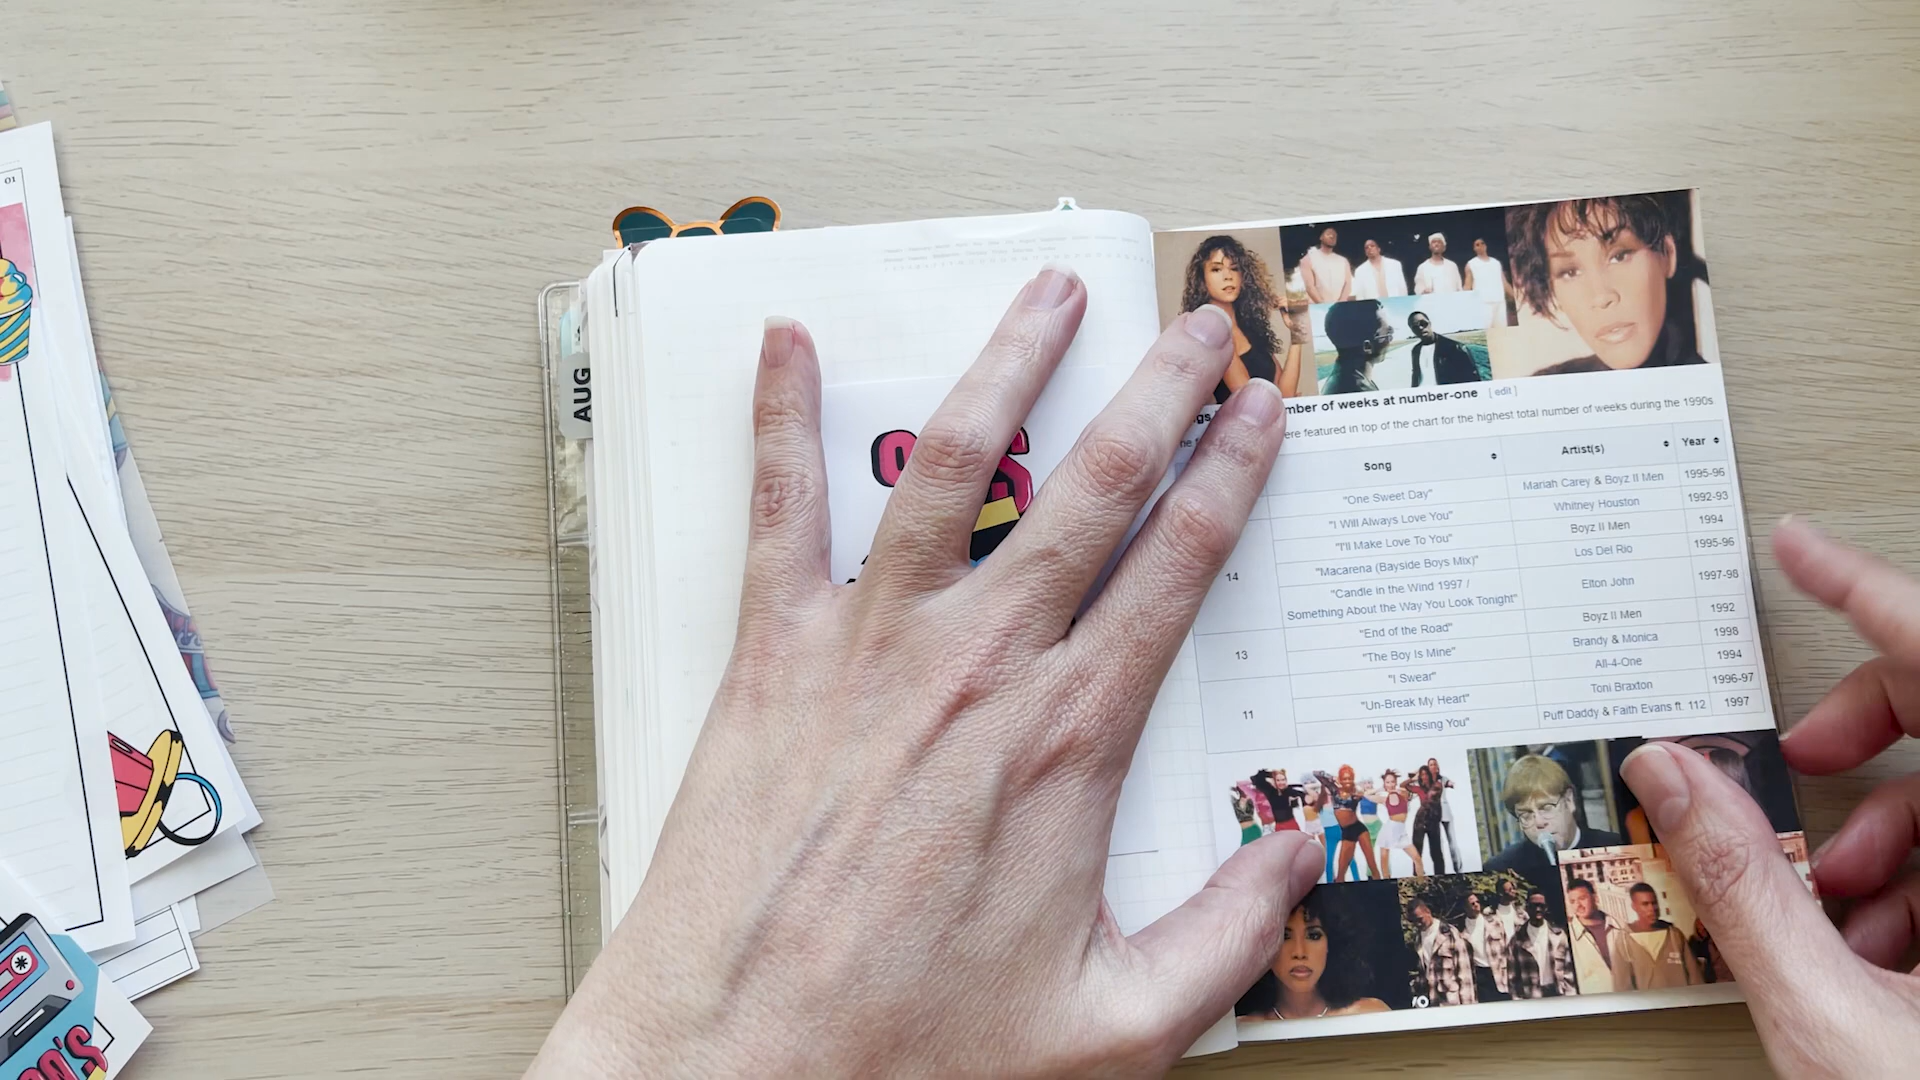 01
AUG
mber of weeks at number-one [ edit ]
ere featured in top of the chart for the highest total number of weeks during the 1990s
Song Artist(s) Year
"One Sweet Day" Mariah Carey & Boyz II Men 1995-96
"I Will Always Love You" Whitney Houston 1992-93
"I'll Make Love To You" Boyz II Men 1994
14 "Macarena (Bayside Boys Mix)" Los Del Rio 1995-96
"Candle in the Wind 1997 /
Something About the Way You Look Tonight" Elton John 1997-98
13 "End of the Road" Boyz II Men 1992
"The Boy Is Mine" Brandy & Monica 1998
11 "I Swear" All-4-One 1994
"Un-Break My Heart" Toni Braxton 1996-97
"I'll Be Missing You" Puff Daddy & Faith Evans ft. 112 1997